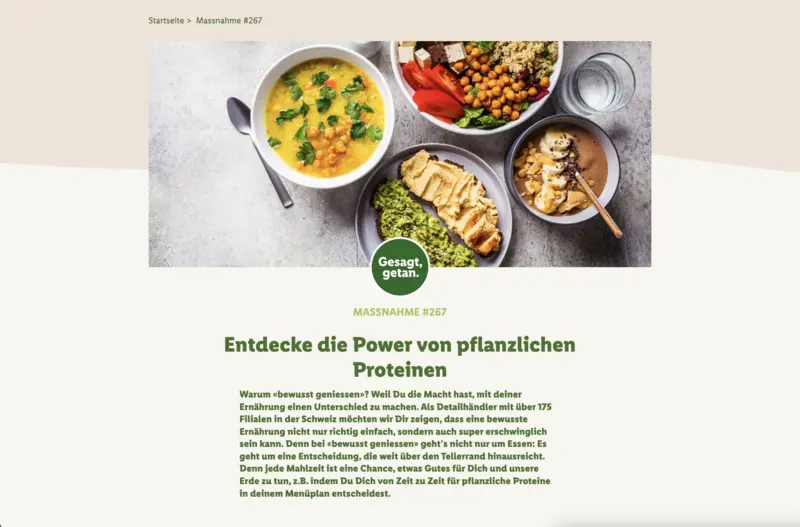 Startseite > Massnahme #267
Gesagt,
getan.
MASSNAHME #267
Entdecke die Power von pflanzlichen
Proteinen
Warum «bewusst geniessen»? Weil Du die Macht hast, mit deiner
Ernährung einen Unterschied zu machen. Als Detailhändler mit über 175
Filialen in der Schweiz möchten wir Dir zeigen, dass eine bewusste
Ernährung nicht nur richtig einfach, sondern auch super erschwinglich
sein kann. Denn bei «bewusst geniessen» geht's nicht nur um Essen: Es
geht um eine Entscheidung, die weit über den Tellerrand hinausreicht.
Denn jede Mahlzeit ist eine Chance, etwas Gutes für Dich und unsere
Erde zu tun, z.B. indem Du Dich von Zeit zu Zeit für pflanzliche Proteine
in deinem Menüplan entscheidest.